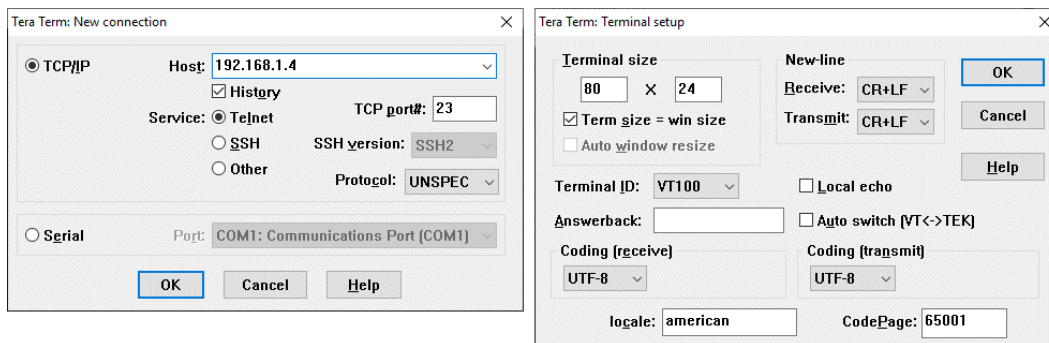 Tera Term: New connection
TCP/IP Host: 192.168.1.4
History
Service: Telnet TCP port#: 23
SSH SSH version: SSH2
Other Protocol: UNSPEC
Serial Port: COM1: Communications Port (COM1)
OK Cancel Help
Tera Term: Terminal setup
Terminal size New-line
80 X 24 Receive: CR+LF OK
Term size = win size Transmit: CR+LF Cancel
Auto window resize
Help
Terminal ID: VT100 Local echo
Answerback: Auto switch (VT<->TEK)
Coding (receive) Coding (transmit)
UTF-8 UTF-8
locale: american CodePage: 65001